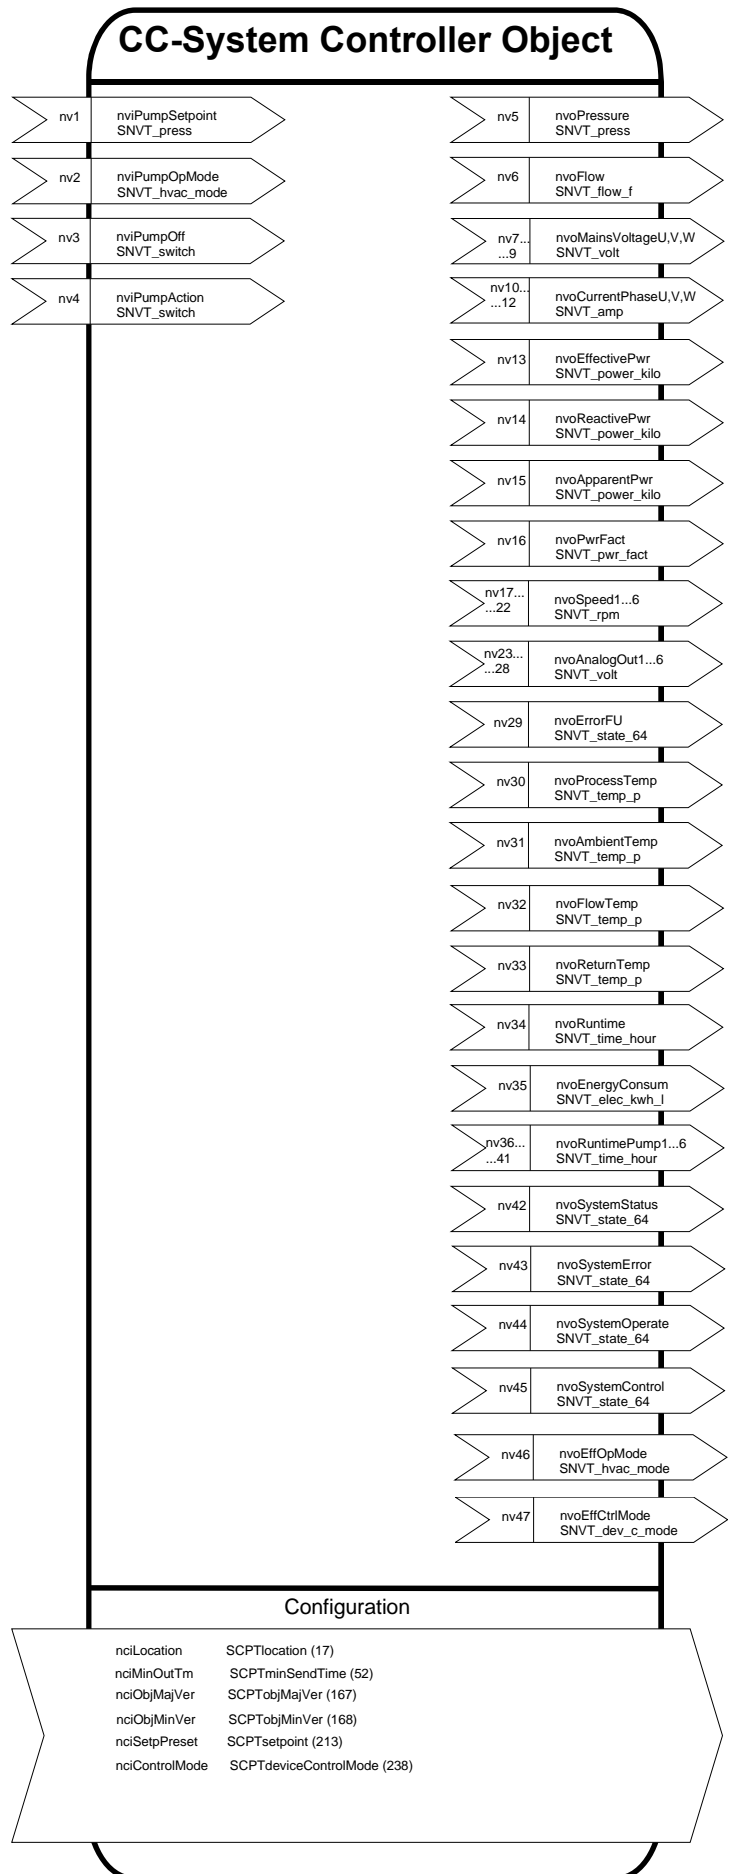 CC-System Controller Object
nv1 nviPumpSetpoint
SNVT_press
nv2 nviPumpOpMode
SNVT_hvac_mode
nv3 nviPumpOff
SNVT_switch
nv4 nviPumpAction
SNVT_switch
nv5 nvoPressure
SNVT_press
nv6 nvoFlow
SNVT_flow_f
nv7... nvoMainsVoltageU,V,W
...9 SNVT_volt
nv10... nvoCurrentPhaseU,V,W
...12 SNVT_amp
nv13 nvoEffectivePwr
SNVT_power_kilo
nv14 nvoReactivePwr
SNVT_power_kilo
nv15 nvoApparentPwr
SNVT_power_kilo
nv16 nvoPwrFact
SNVT_pwr_fact
nv17... nvoSpeed1...6
...22 SNVT_rpm
nv23... nvoAnalogOut1...6
...28 SNVT_volt
nv29 nvoErrorFU
SNVT_state_64
nv30 nvoProcessTemp
SNVT_temp_p
nv31 nvoAmbientTemp
SNVT_temp_p
nv32 nvoFlowTemp
SNVT_temp_p
nv33 nvoReturnTemp
SNVT_temp_p
nv34 nvoRuntime
SNVT_time_hour
nv35 nvoEnergyConsum
SNVT_elec_kwh_l
nv36... nvoRuntimePump1...6
...41 SNVT_time_hour
nv42 nvoSystemStatus
SNVT_state_64
nv43 nvoSystemError
SNVT_state_64
nv44 nvoSystemOperate
SNVT_state_64
nv45 nvoSystemControl
SNVT_state_64
nv46 nvoEffOpMode
SNVT_hvac_mode
nv47 nvoEffCtrlMode
SNVT_dev_c_mode
Configuration
nciLocation SCPTlocation (17)
nciMinOutTm SCPTminSendTime (52)
nciObjMajVer SCPTobjMajVer (167)
nciObjMinVer SCPTobjMinVer (168)
nciSetpPreset SCPTsetpoint (213)
nciControlMode SCPTdeviceControlMode (238)